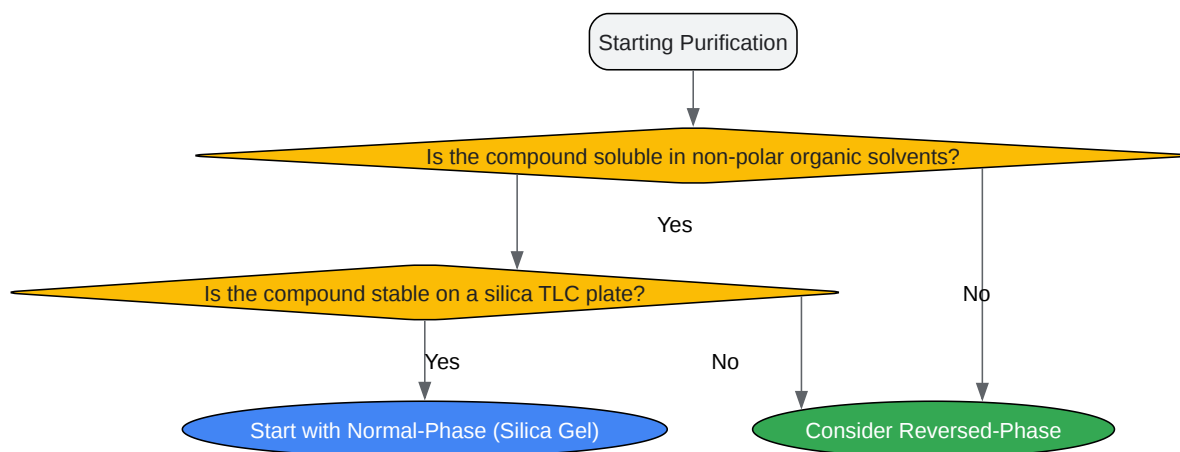 Starting Purification
Is the compound soluble in non-polar organic solvents?
Yes
Is the compound stable on a silica TLC plate?
No
Yes
No
Start with Normal-Phase (Silica Gel)
Consider Reversed-Phase